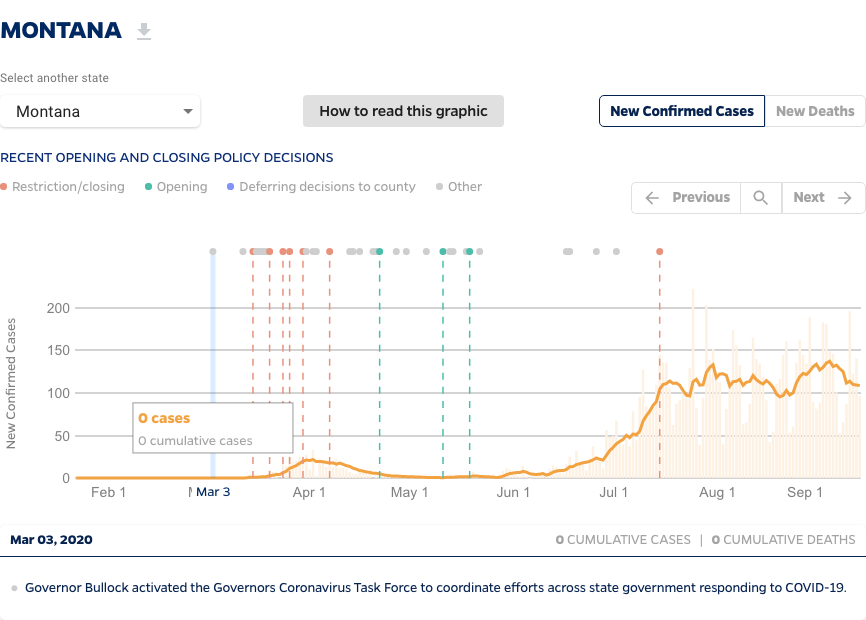 MONTANA
Select another state
Montana
How to read this graphic
New Confirmed Cases
New Deaths
RECENT OPENING AND CLOSING POLICY DECISIONS
Restriction/closing
Opening
Deferring decisions to county
Other
Previous
Next
New Confirmed Cases
200
150
100
50
0
0 cases
0 cumulative cases
Feb 1
Mar 3
Apr 1
May 1
Jun 1
Jul 1
Aug 1
Sep 1
Mar 03, 2020
0 CUMULATIVE CASES | 0 CUMULATIVE DEATHS
Governor Bullock activated the Governors Coronavirus Task Force to coordinate efforts across state government responding to COVID-19.